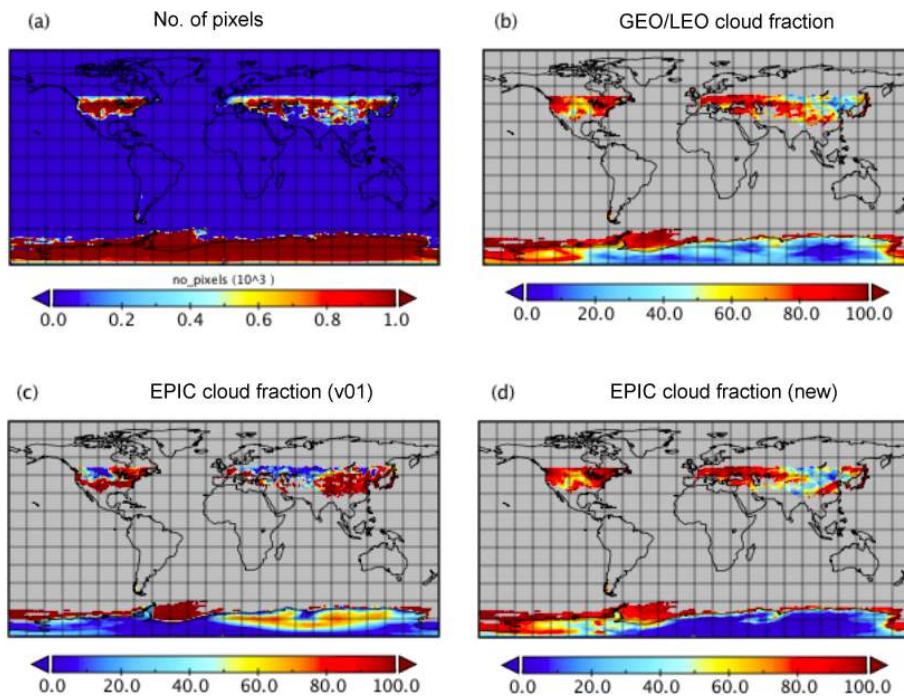 (a) No. of pixels
(b) GEO/LEO cloud fraction
no_pixels (10^3 )
0.0 0.2 0.4 0.6 0.8 1.0
0.0 20.0 40.0 60.0 80.0 100.0
(c) EPIC cloud fraction (v01)
(d) EPIC cloud fraction (new)
0.0 20.0 40.0 60.0 80.0 100.0
0.0 20.0 40.0 60.0 80.0 100.0